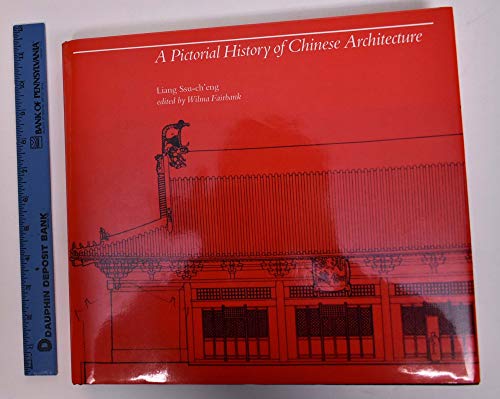 A Pictorial History of Chinese Architecture
Liang Ssu-ch'eng
edited by Wilma Fairbank
BANK OF PENNSYLVANIA
DAUPHIN DEPOSIT BANK